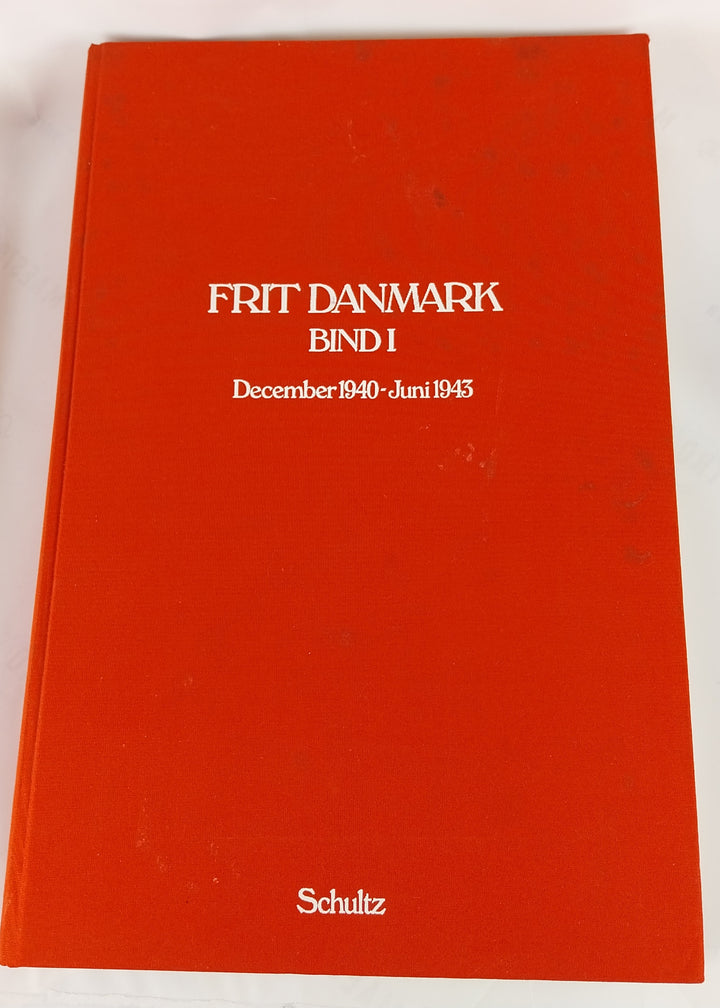 FRIT DANMARK
BIND I
December 1940 - Juni 1943
Schultz